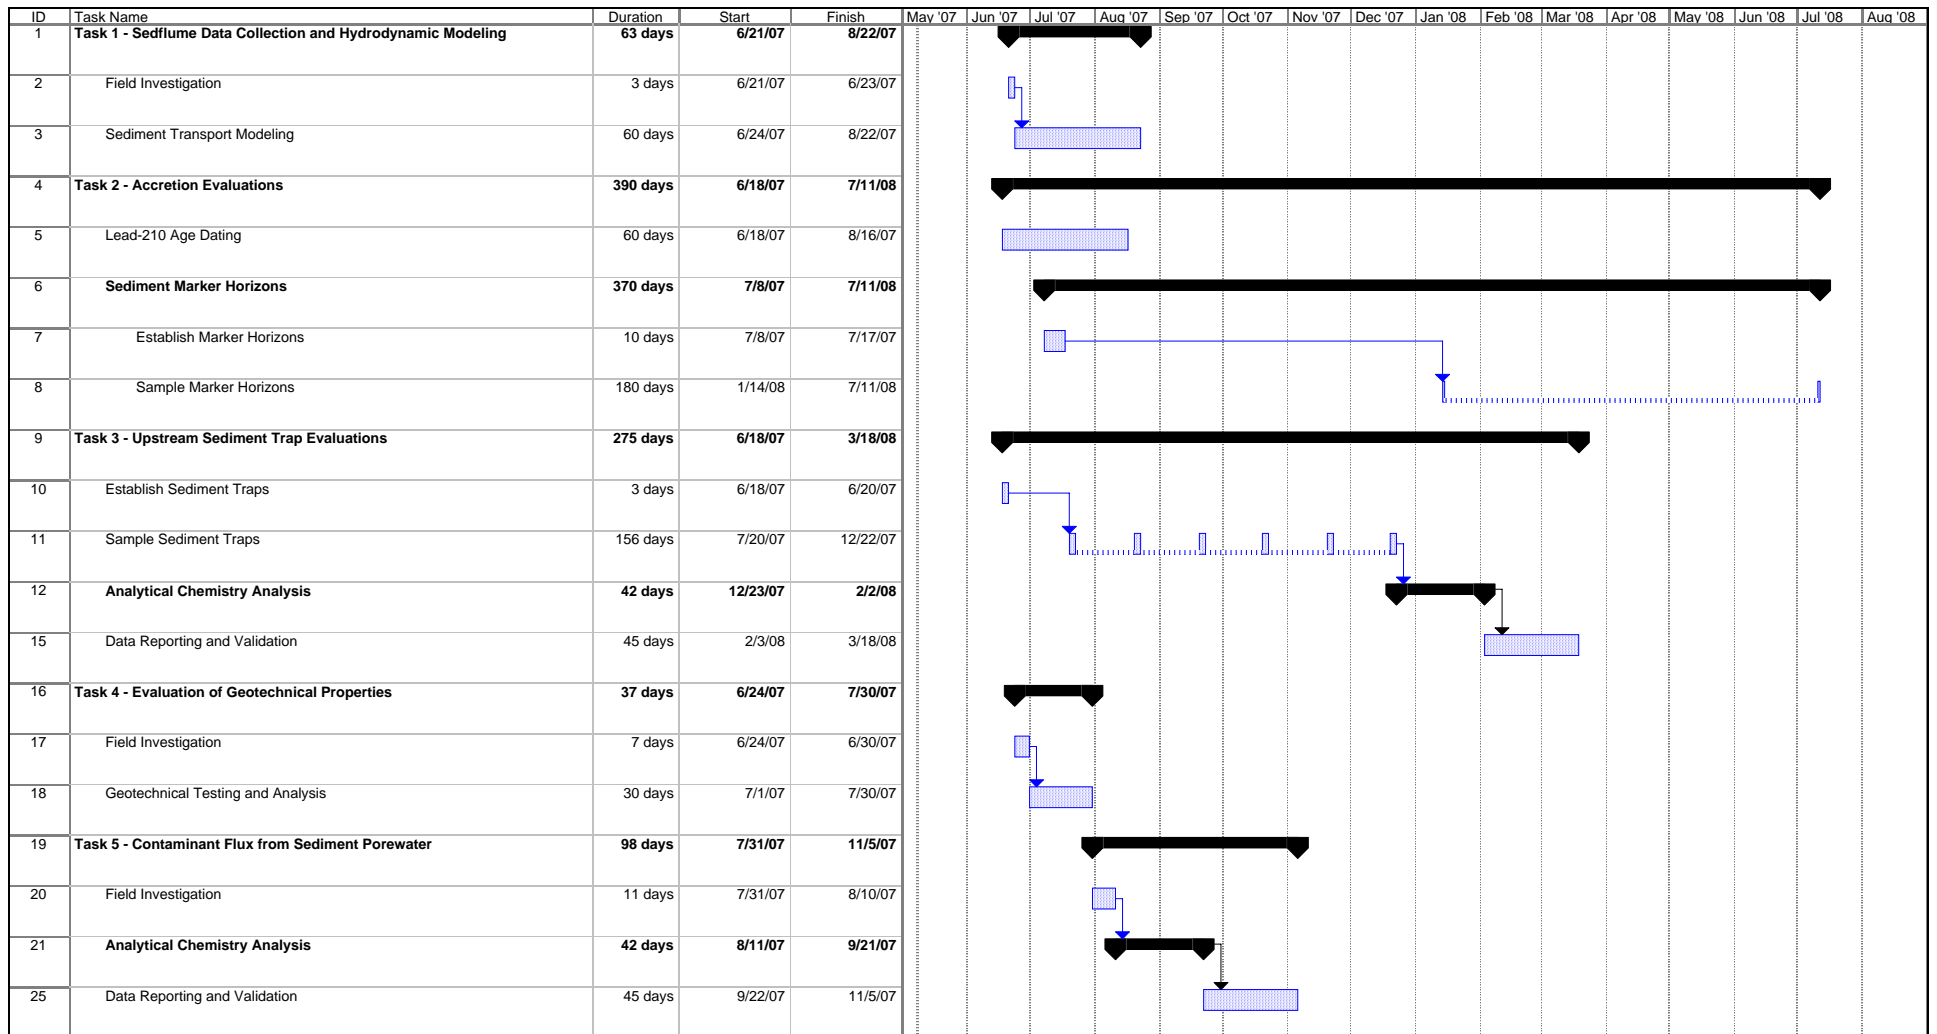 ID Task Name Duration Start Finish May '07 Jun '07 Jul '07 Aug '07 Sep '07 Oct '07 Nov '07 Dec '07 Jan '08 Feb '08 Mar '08 Apr '08 May '08 Jun '08 Jul '08 Aug '08
1 Task 1 - Sedflume Data Collection and Hydrodynamic Modeling 63 days 6/21/07 8/22/07
2 Field Investigation 3 days 6/21/07 6/23/07
3 Sediment Transport Modeling 60 days 6/24/07 8/22/07
4 Task 2 - Accretion Evaluations 390 days 6/18/07 7/11/08
5 Lead-210 Age Dating 60 days 6/18/07 8/16/07
6 Sediment Marker Horizons 370 days 7/8/07 7/11/08
7 Establish Marker Horizons 10 days 7/8/07 7/17/07
8 Sample Marker Horizons 180 days 1/14/08 7/11/08
9 Task 3 - Upstream Sediment Trap Evaluations 275 days 6/18/07 3/18/08
10 Establish Sediment Traps 3 days 6/18/07 6/20/07
11 Sample Sediment Traps 156 days 7/20/07 12/22/07
12 Analytical Chemistry Analysis 42 days 12/23/07 2/2/08
15 Data Reporting and Validation 45 days 2/3/08 3/18/08
16 Task 4 - Evaluation of Geotechnical Properties 37 days 6/24/07 7/30/07
17 Field Investigation 7 days 6/24/07 6/30/07
18 Geotechnical Testing and Analysis 30 days 7/1/07 7/30/07
19 Task 5 - Contaminant Flux from Sediment Porewater 98 days 7/31/07 11/5/07
20 Field Investigation 11 days 7/31/07 8/10/07
21 Analytical Chemistry Analysis 42 days 8/11/07 9/21/07
25 Data Reporting and Validation 45 days 9/22/07 11/5/07